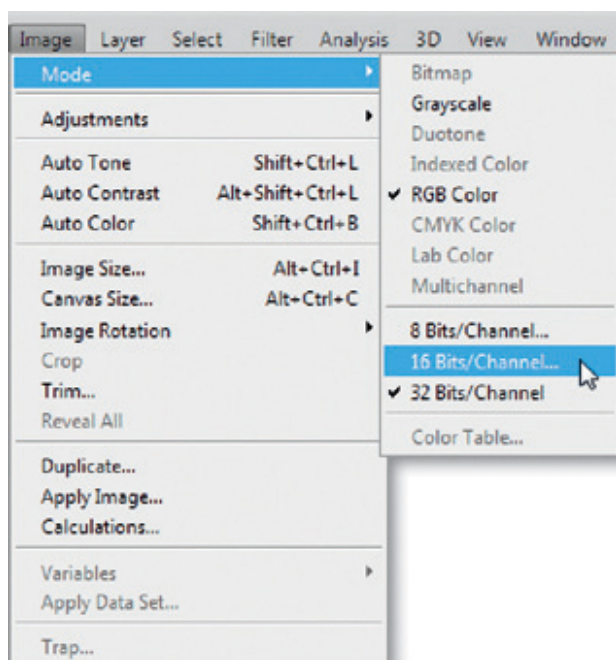 Image Layer Select Filter Analysis 3D View Window
Mode
Adjustments
Auto Tone Shift+Ctrl+L
Auto Contrast Alt+Shift+Ctrl+L
Auto Color Shift+Ctrl+B
Image Size... Alt+Ctrl+I
Canvas Size... Alt+Ctrl+C
Image Rotation
Crop
Trim...
Reveal All
Duplicate...
Apply Image...
Calculations...
Variables
Apply Data Set...
Trap...
Bitmap
Grayscale
Duotone
Indexed Color
✔ RGB Color
CMYK Color
Lab Color
Multichannel
8 Bits/Channel...
16 Bits/Channel...
✔ 32 Bits/Channel
Color Table...